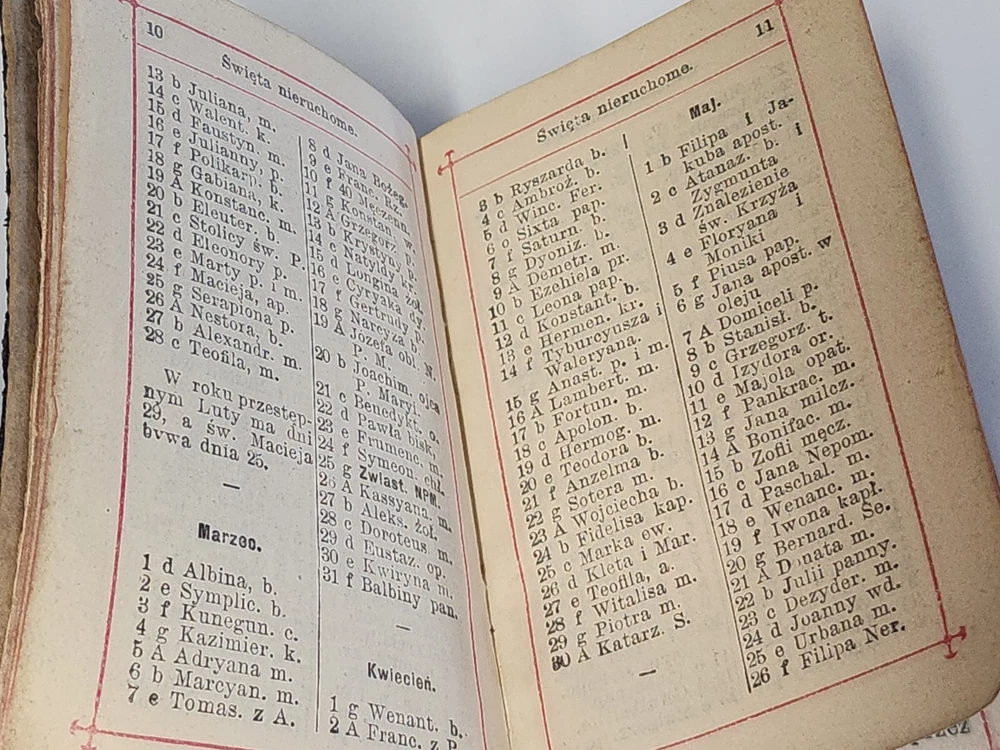 10
Święta nieruchome.
13 b Juliana, m.
14 c Walent. k.
15 d Faustyn. m.
16 e Julianny, p.
17 f Polikarp. b.
18 g Gabiana, k.
19 A Konstanc. m.
20 b Eleuter. b.
21 c Stolicy św. P.
22 d Eleonory p.
23 e Marty p. i m.
24 f Macieja, ap.
25 g Serapiona p.
26 A Nestora, b.
27 b Alexandr. m.
28 c Teofila, m.
W roku przestęp-
nym Luty ma dni
29, a św. Macieja
bywa dnia 25.
Marzec.
1 d Albina, b.
2 e Symplic. b.
3 f Kunegun. c.
4 g Kazimier. k.
5 A Adryana m.
6 b Marcyan. m.
7 c Tomas. z A.
8 d Jana Bożeg.
9 e Franc. Rz.
10 f 40 Męczen.
11 g Konstan. w.
12 A Grzegorz. p.
13 b Krystyny, p.
14 c Natyldy kr.
15 d Longina żoł.
16 e Cyryaka dy.
17 f Gertrudy p.
18 g Narcyza b.
19 A Józefa obl. N.
P. M.
20 b Joachim. ojca
P. Maryi.
21 c Benedykt. o.
22 d Pawła bisk.
23 e Frumenc. m.
24 f Symeon. chł.
25 g Zwiast. NPM.
26 A Kassyana, m.
27 b Aleks. żoł.
28 c Doroteus. m.
29 d Eustaz. op.
30 e Kwiryna m.
31 f Balbiny pan.
Kwiecień.
1 g Wenant. b.
2 A Franc. z P.
11
Święta nieruchome.
3 b Ryszarda b.
4 c Ambroż. b.
5 d Winc. Fer.
6 e Sixta pap.
7 f Saturn. b.
8 g Dyoniz. b.
9 A Demetr. m.
10 b Ezehiela pr.
11 c Leona pap.
12 d Konstant. b.
13 e Hermen. kr.
14 f Tyburcyusza i
Waleryana.
15 g Anast. p. i m.
16 A Lambert. m.
17 b Fortun. m.
18 c Apolon. b.
19 d Hermog. m.
20 e Teodora b.
21 f Anzelma b.
22 g Sotera m.
23 A Wojciecha b.
24 b Fidelisa kap.
25 c Marka ew.
26 d Kleta i Mar.
27 e Teofila, a.
28 f Witalisa m.
29 g Piotra m.
30 A Katarz. S.
Maj.
1 b Filipa i Ja-
kuba apost.
2 c Atanaz. b. i
Zygmunta
3 d Znalezienie
św. Krzyża
4 e Floryana i
Moniki
5 f Piusa pap.
6 g Jana apost. w
oleju
7 A Domiceli p.
8 b Stanisł. b.
9 c Grzegorz. t.
10 d Izydora or.
11 e Majola opat.
12 f Pankrac. m.
13 g Jana milcz.
14 A Bonifac. m.
15 b Zofii męcz.
16 c Jana Nepom.
17 d Paschal. m.
18 e Wenanc. m.
19 f Iwona kapł.
20 g Bernard. Se.
21 A Donata m.
22 b Julii panny.
23 c Dezyder. m.
24 d Joanny wd.
25 e Urbana m.
26 f Filipa Ner.